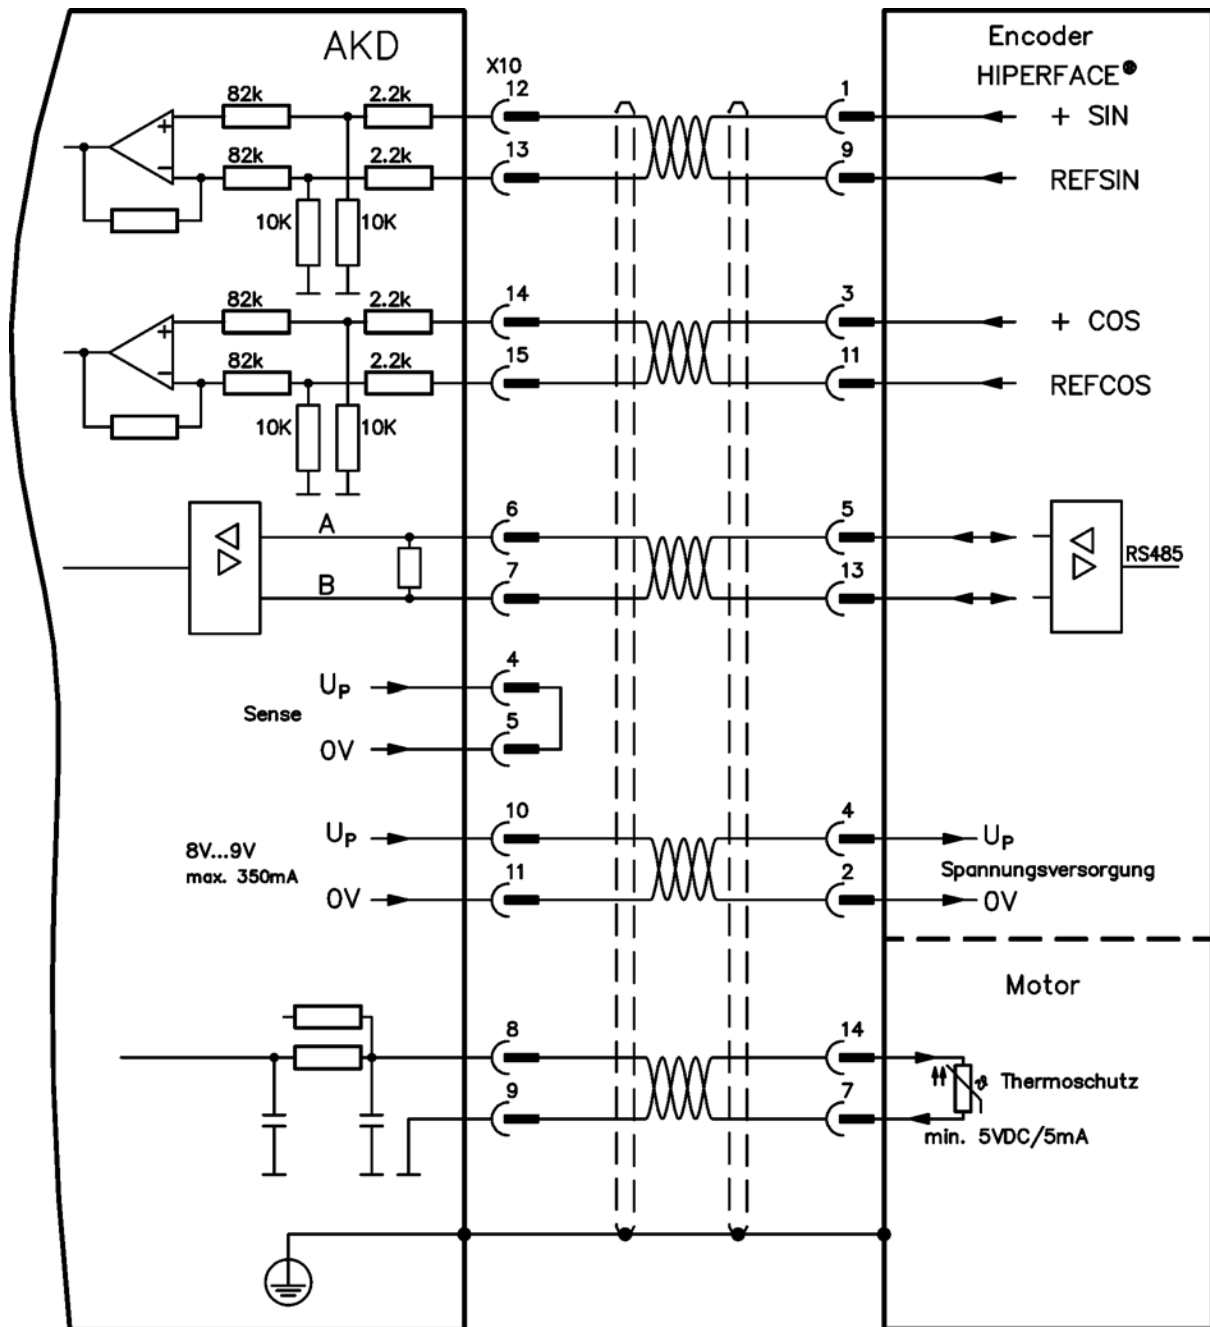 AKD
X10
Encoder
HIPERFACE®
82k 2.2k 12 1 + SIN
82k 2.2k 13 9 REFSIN
10K 10K
82k 2.2k 14 3 + COS
82k 2.2k 15 11 REFCOS
10K 10K
A 6 5
RS485
B 7 13
UP 4
Sense
0V 5
UP 10 4 UP
8V...9V
max. 350mA
Spannungsversorgung
0V 11 2 0V
Motor
8 14
ϑ Thermoschutz
9 7
min. 5VDC/5mA